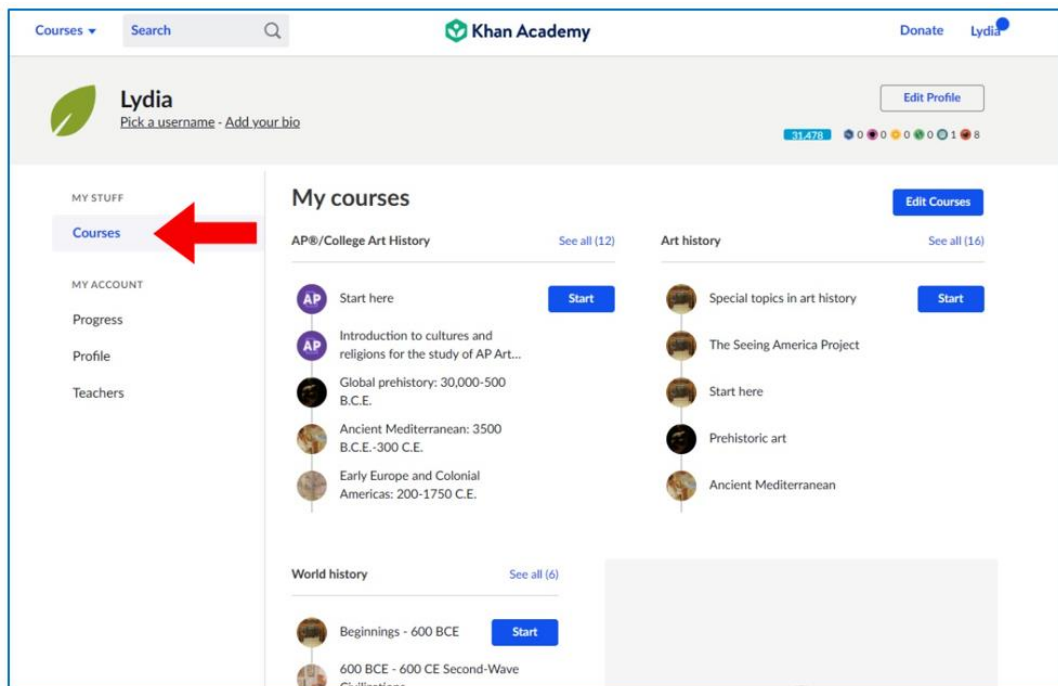 Courses
Search
Khan Academy
Donate
Lydia
Lydia
Pick a username - Add your bio
Edit Profile
31,478
0 0 0 0 1 8
MY STUFF
Courses
MY ACCOUNT
Progress
Profile
Teachers
My courses
Edit Courses
AP®/College Art History
See all (12)
AP
Start here
Start
AP
Introduction to cultures and
religions for the study of AP Art...
Global prehistory: 30,000-500
B.C.E.
Ancient Mediterranean: 3500
B.C.E.-300 C.E.
Early Europe and Colonial
Americas: 200-1750 C.E.
Art history
See all (16)
Special topics in art history
Start
The Seeing America Project
Start here
Prehistoric art
Ancient Mediterranean
World history
See all (6)
Beginnings - 600 BCE
Start
600 BCE - 600 CE Second-Wave